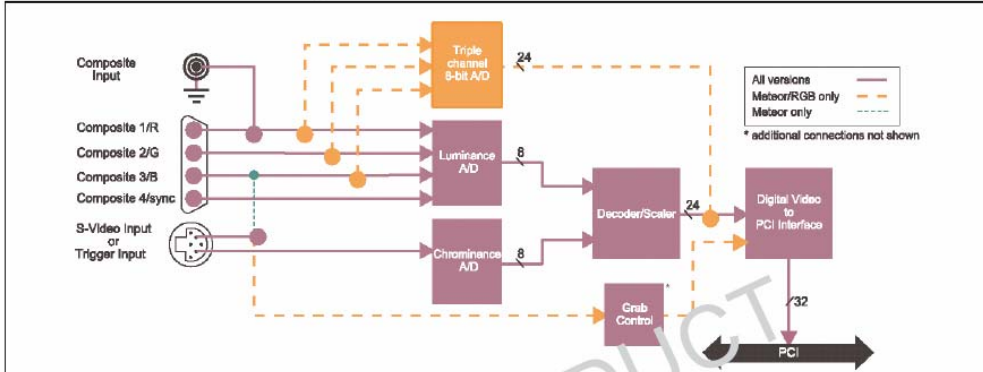 Composite
Input
Composite 1/R
Composite 2/G
Composite 3/B
Composite 4/sync
S-Video Input
or
Trigger Input
Triple
channel
8-bit A/D
24
Luminance
A/D
8
Chrominance
A/D
8
Decoder/Scaler
24
Grab
Control
*
Digital Video
to
PCI Interface
32
PCI
All versions
Meteor/RGB only
Meteor only
* additional connections not shown